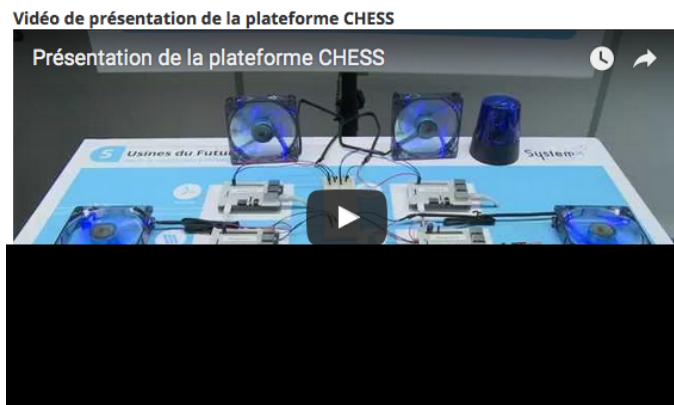 Vidéo de présentation de la plateforme CHESS
Présentation de la plateforme CHESS
S Usines du Futur
System